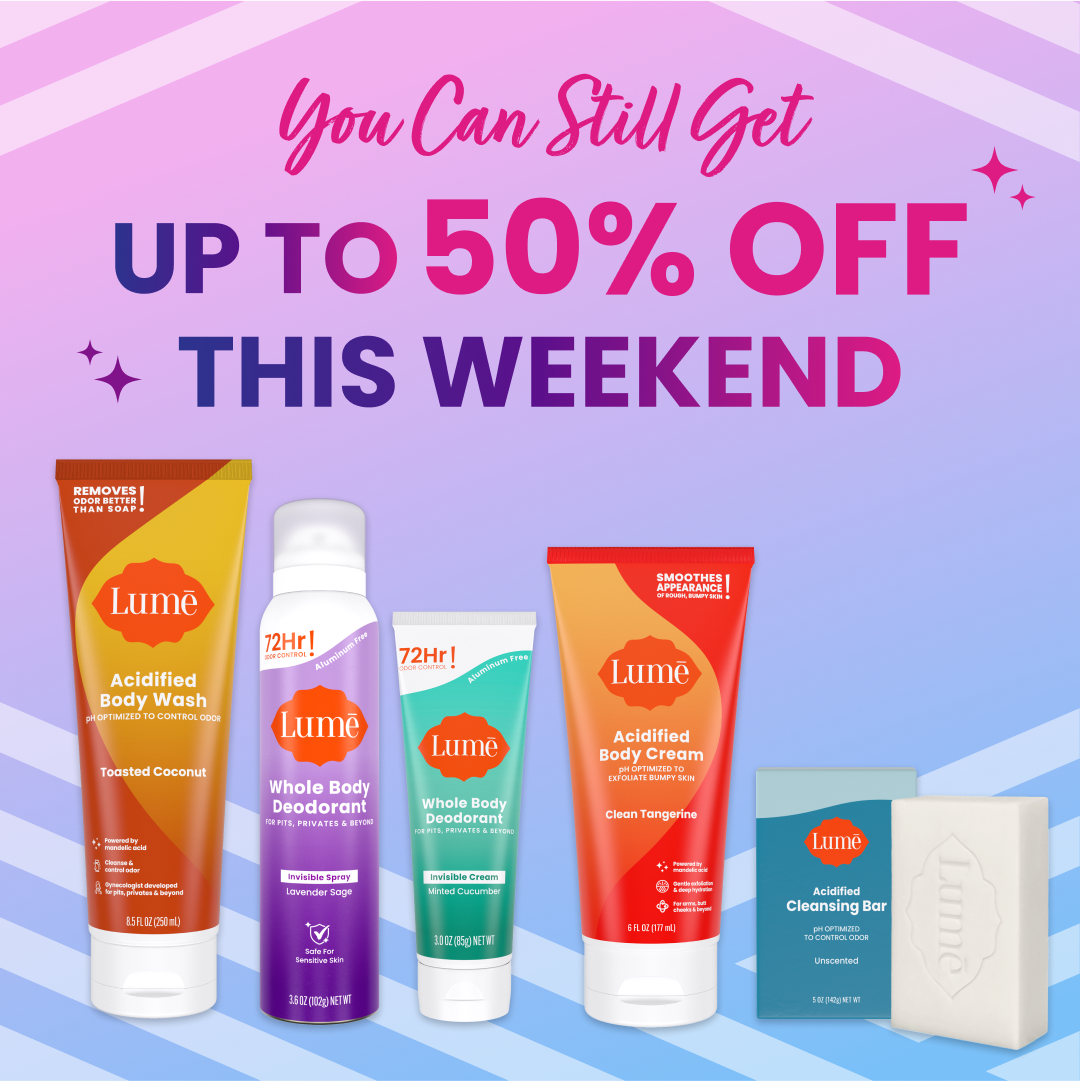 You Can Still Get
UP TO 50% OFF
THIS WEEKEND
REMOVES
ODOR BETTER
THAN SOAP!
Lumē
Acidified
Body Wash
pH OPTIMIZED TO CONTROL ODOR
Toasted Coconut
Powered by
mandelic acid
Cleanse &
control odor
Gynecologist developed
for pits, privates & beyond
8.5 FL OZ (250 mL)
72Hr!
ODOR CONTROL
Aluminum Free
Lumē
Whole Body
Deodorant
FOR PITS, PRIVATES & BEYOND
Invisible Spray
Lavender Sage
Safe For
Sensitive Skin
3.6 OZ (102g) NET WT
72Hr!
ODOR CONTROL
Aluminum Free
Lumē
Whole Body
Deodorant
FOR PITS, PRIVATES & BEYOND
Invisible Cream
Minted Cucumber
3.0 OZ (85g) NET WT
SMOOTHES
APPEARANCE
OF ROUGH, BUMPY SKIN!
Lumē
Acidified
Body Cream
pH OPTIMIZED TO
EXFOLIATE BUMPY SKIN
Clean Tangerine
Powered by
mandelic acid
Gentle exfoliation
& deep hydration
For arms, butt
cheeks & beyond
6 FL OZ (177 mL)
Lumē
Acidified
Cleansing Bar
pH OPTIMIZED
TO CONTROL ODOR
Unscented
5 OZ (142g) NET WT
Lumē